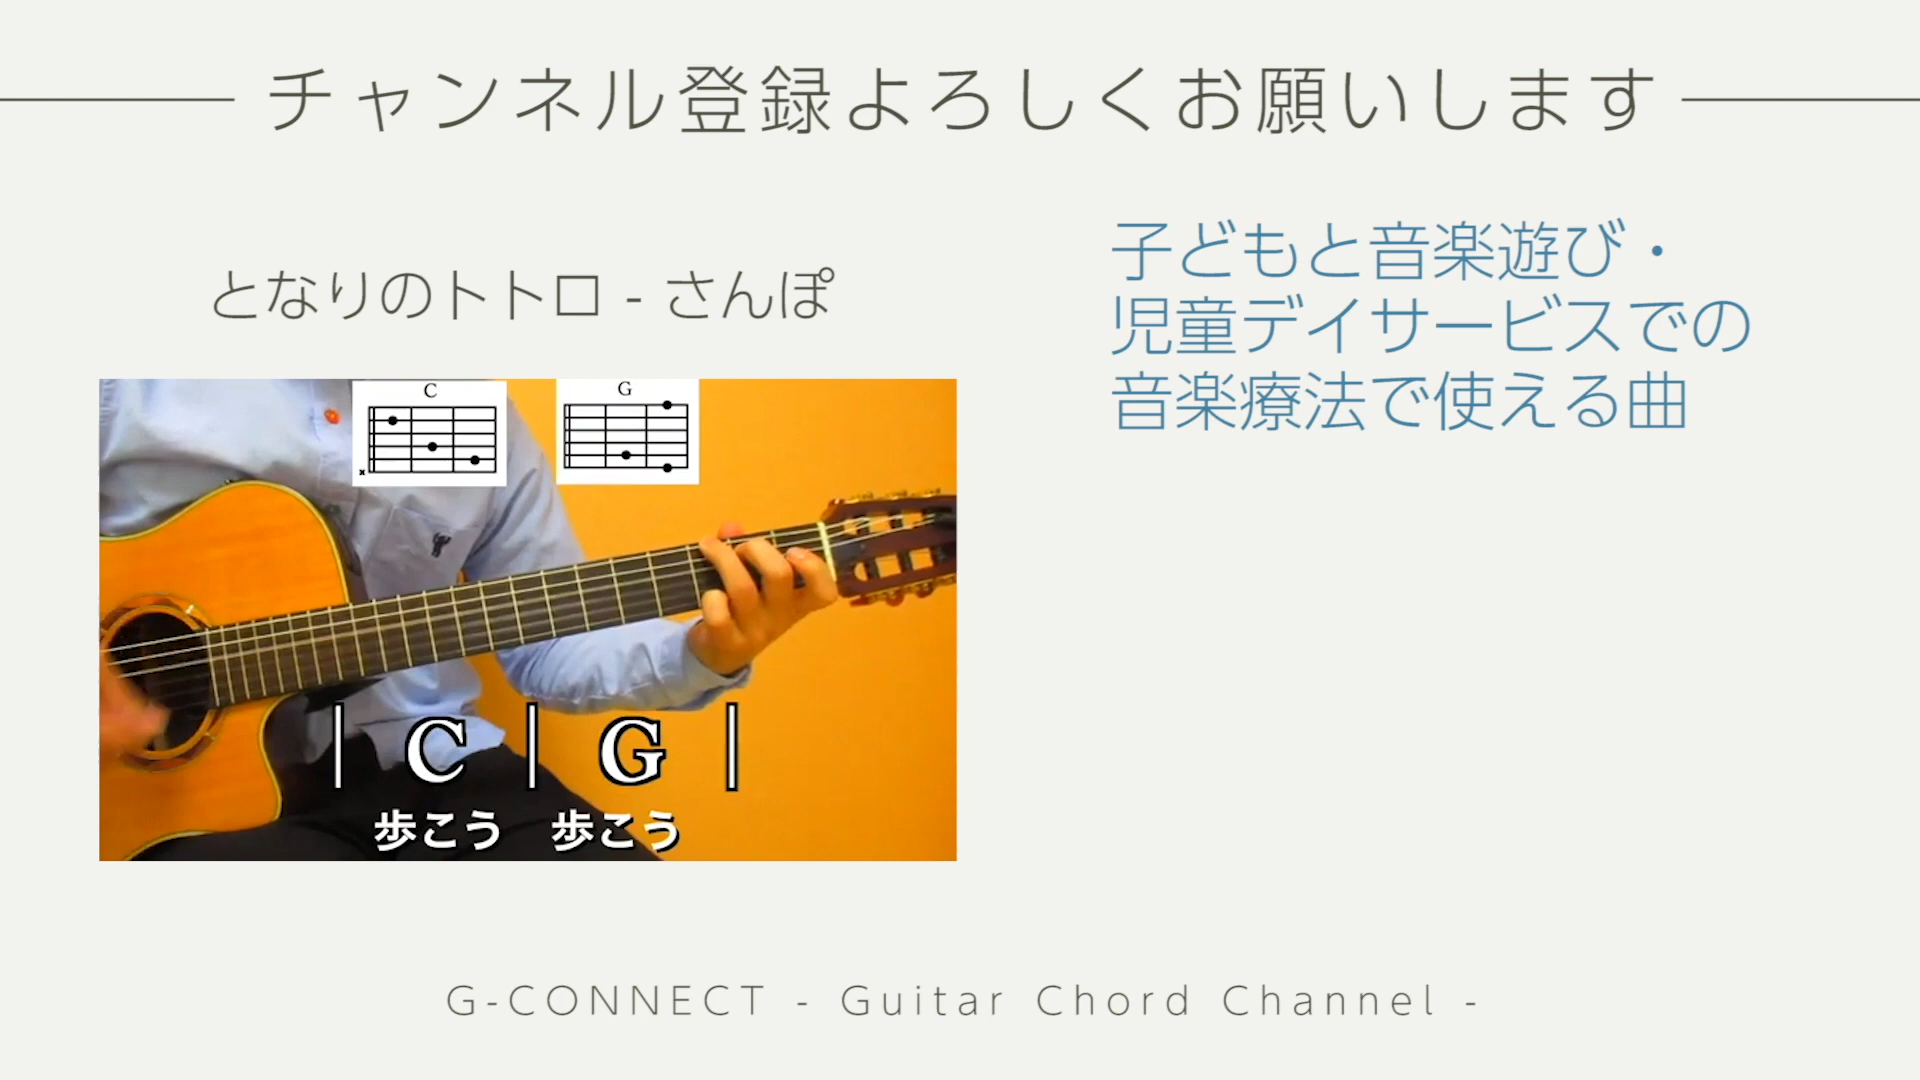 チャンネル登録よろしくお願いします
となりのトトロ - さんぽ
子どもと音楽遊び・
児童デイサービスでの
音楽療法で使える曲
C
G
x
| C | G |
歩こう 歩こう
G-CONNECT - Guitar Chord Channel -